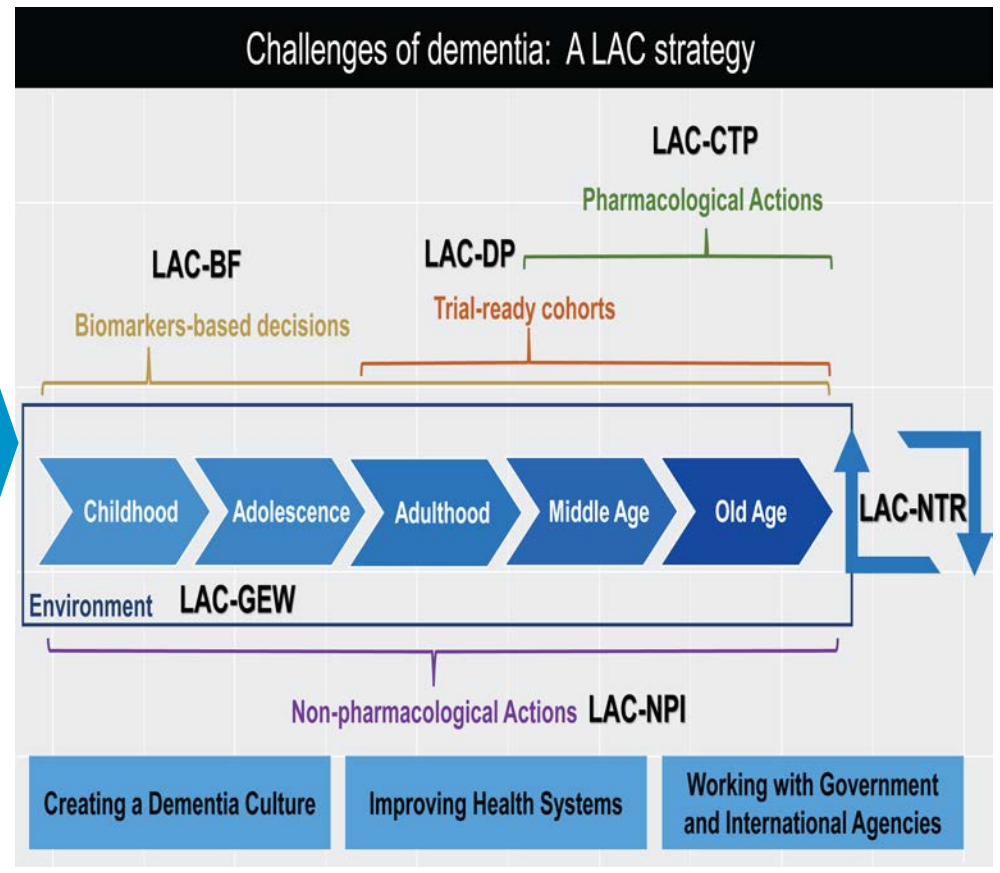 Challenges of dementia: A LAC strategy
LAC-CTP
Pharmacological Actions
LAC-BF
LAC-DP
Biomarkers-based decisions
Trial-ready cohorts
Childhood
Adolescence
Adulthood
Middle Age
Old Age
LAC-NTR
Environment
LAC-GEW
Non-pharmacological Actions LAC-NPI
Creating a Dementia Culture
Improving Health Systems
Working with Government
and International Agencies